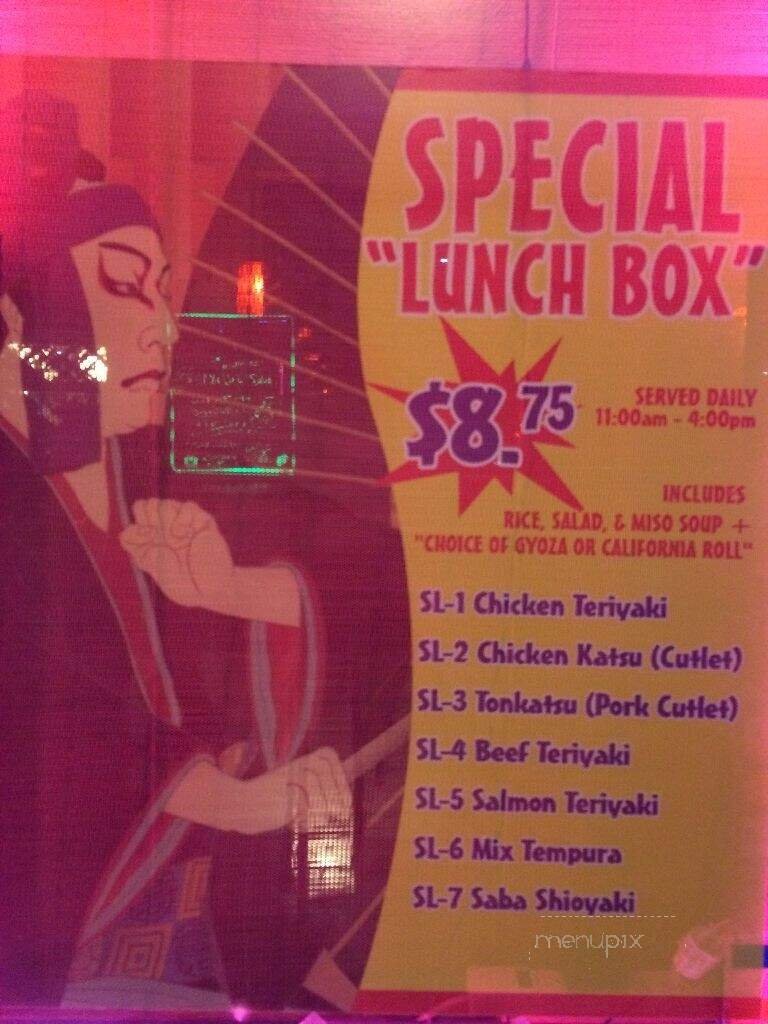 SPECIAL
"LUNCH BOX"
$8.75
SERVED DAILY
11:00am - 4:00pm
INCLUDES
RICE, SALAD, & MISO SOUP +
"CHOICE OF GYOZA OR CALIFORNIA ROLL"
SL-1 Chicken Teriyaki
SL-2 Chicken Katsu (Cutlet)
SL-3 Tonkatsu (Pork Cutlet)
SL-4 Beef Teriyaki
SL-5 Salmon Teriyaki
SL-6 Mix Tempura
SL-7 Saba Shioyaki
menupix